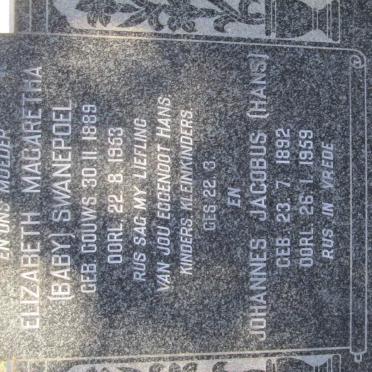 EN ONS MOEDER
ELIZABETH MAGARETHA
(BABY) SWANEPOEL
GEB. GOUWS 30.11.1889
OORL. 22.8.1953
RUS SAG MY LIEFLING
VAN JOU EGGENOOT HANS
KINDERS, KLEINKINDERS
GES. 22. 3.
EN
JOHANNES JACOBUS (HANS)
GEB. 23. 7. 1892
OORL. 26. 1. 1959
RUS IN VREDE